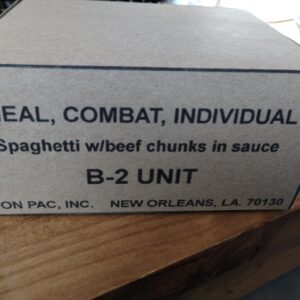 EAL, COMBAT, INDIVIDUAL
Spaghetti w/beef chunks in sauce
B-2 UNIT
ON PAC, INC. NEW ORLEANS, LA. 70130